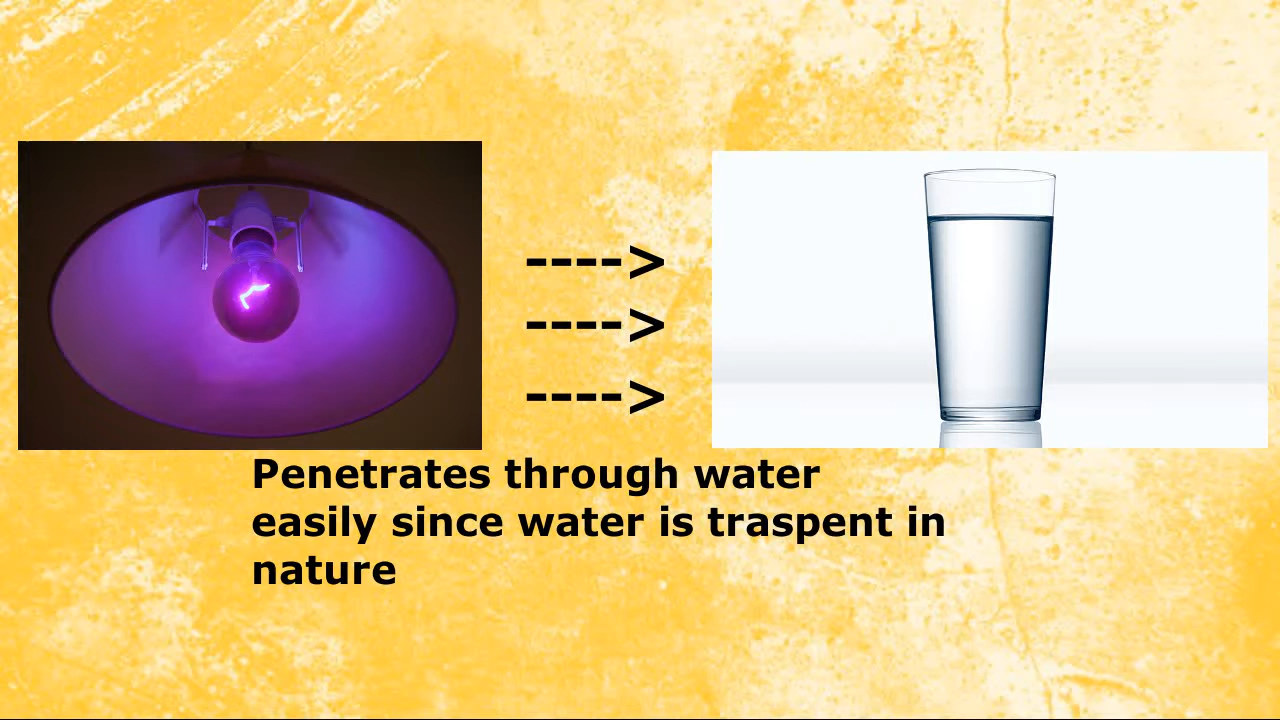 ---->
---->
---->
Penetrates through water
easily since water is traspent in
nature